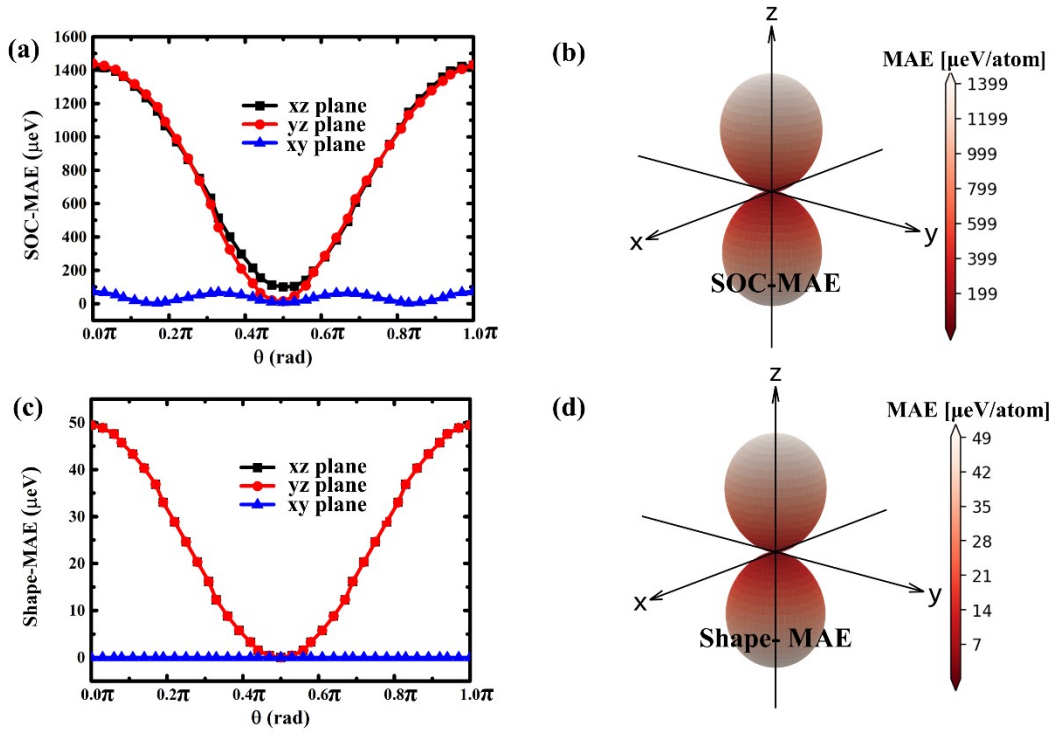 (a)
SOC-MAE (μeV)
1600
1400
1200
1000
800
600
400
200
0
xz plane
yz plane
xy plane
0.0π 0.2π 0.4π 0.6π 0.8π 1.0π
θ (rad)
(b)
z
x
y
SOC-MAE
MAE [μeV/atom]
1399
1199
999
799
599
399
199
(c)
Shape-MAE (μeV)
50
40
30
20
10
0
xz plane
yz plane
xy plane
0.0π 0.2π 0.4π 0.6π 0.8π 1.0π
θ (rad)
(d)
z
x
y
Shape- MAE
MAE [μeV/atom]
49
42
35
28
21
14
7